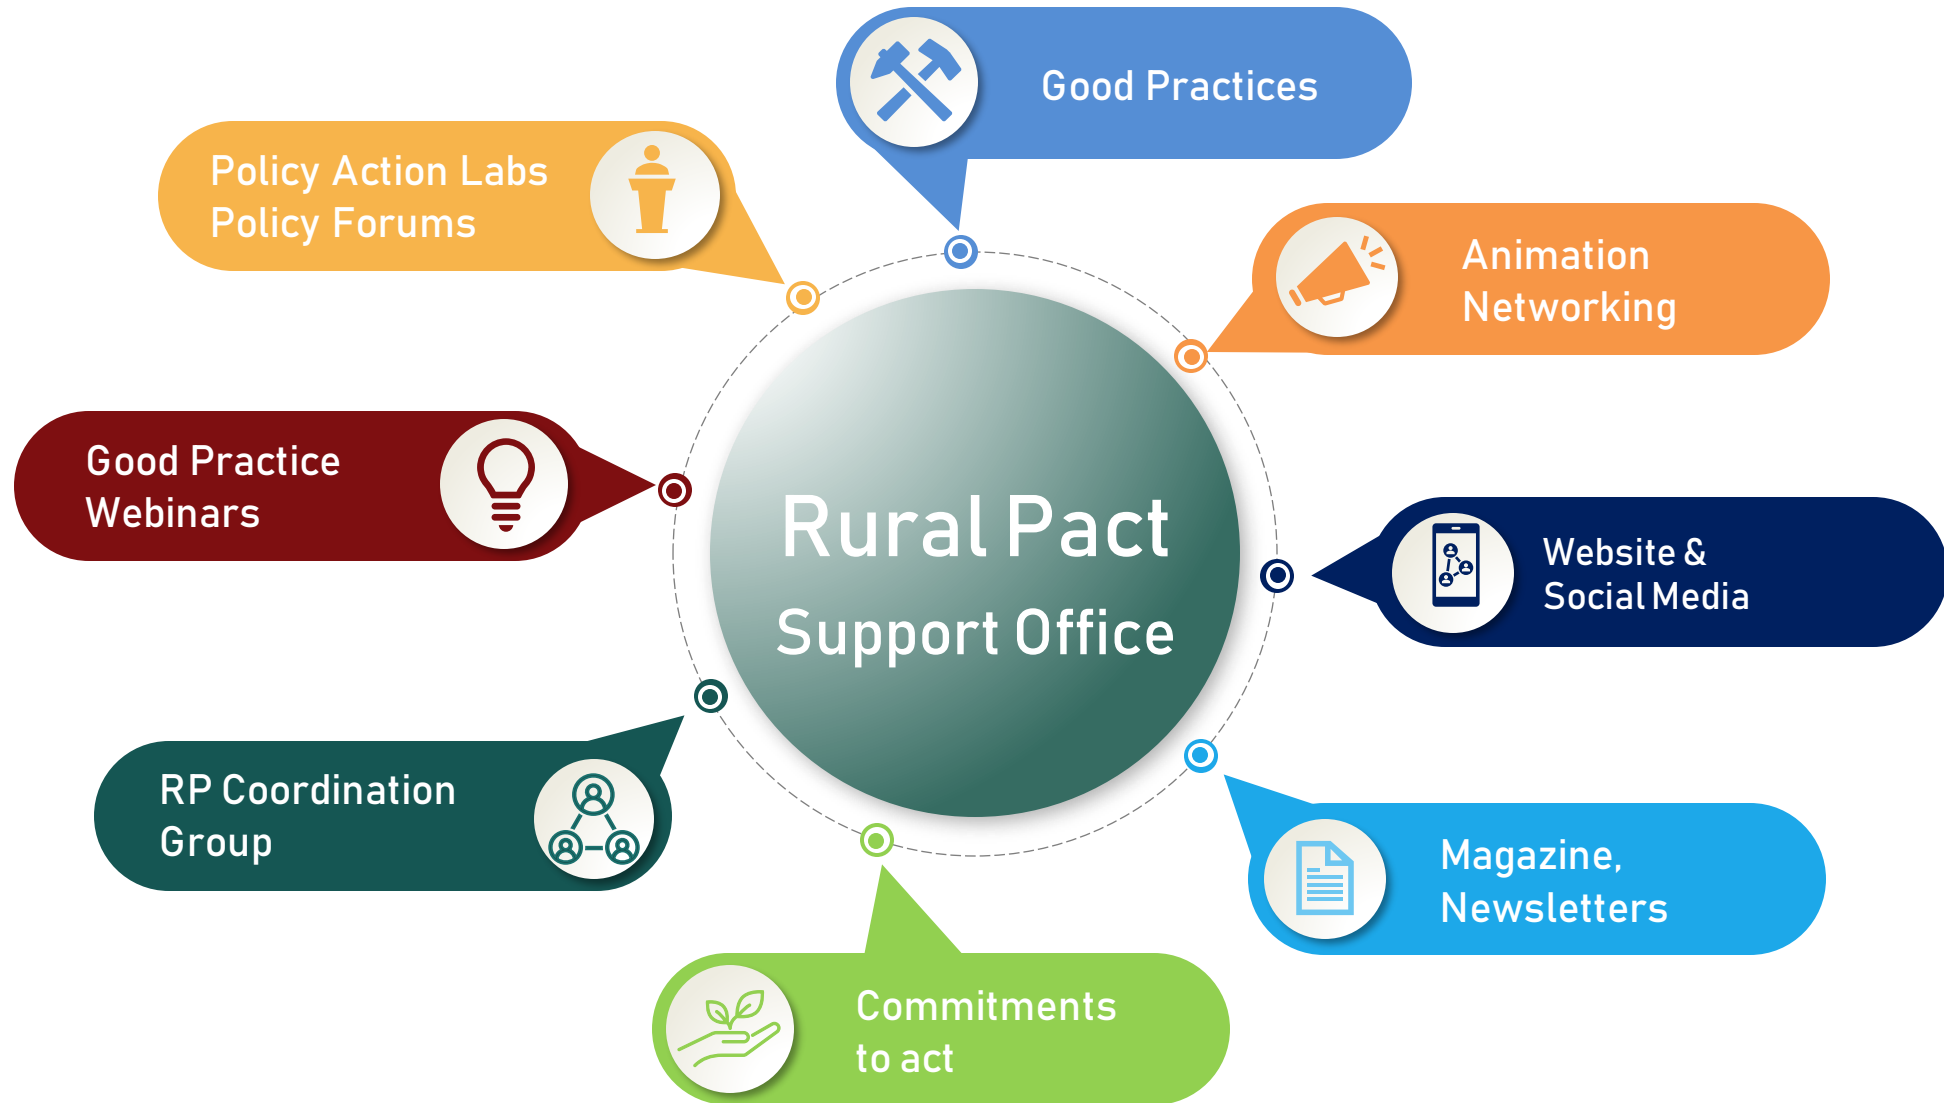 Good Practices
Policy Action Labs
Policy Forums
Animation
Networking
Good Practice
Webinars
Rural Pact
Support Office
Website &
Social Media
RP Coordination
Group
Magazine,
Newsletters
Commitments
to act